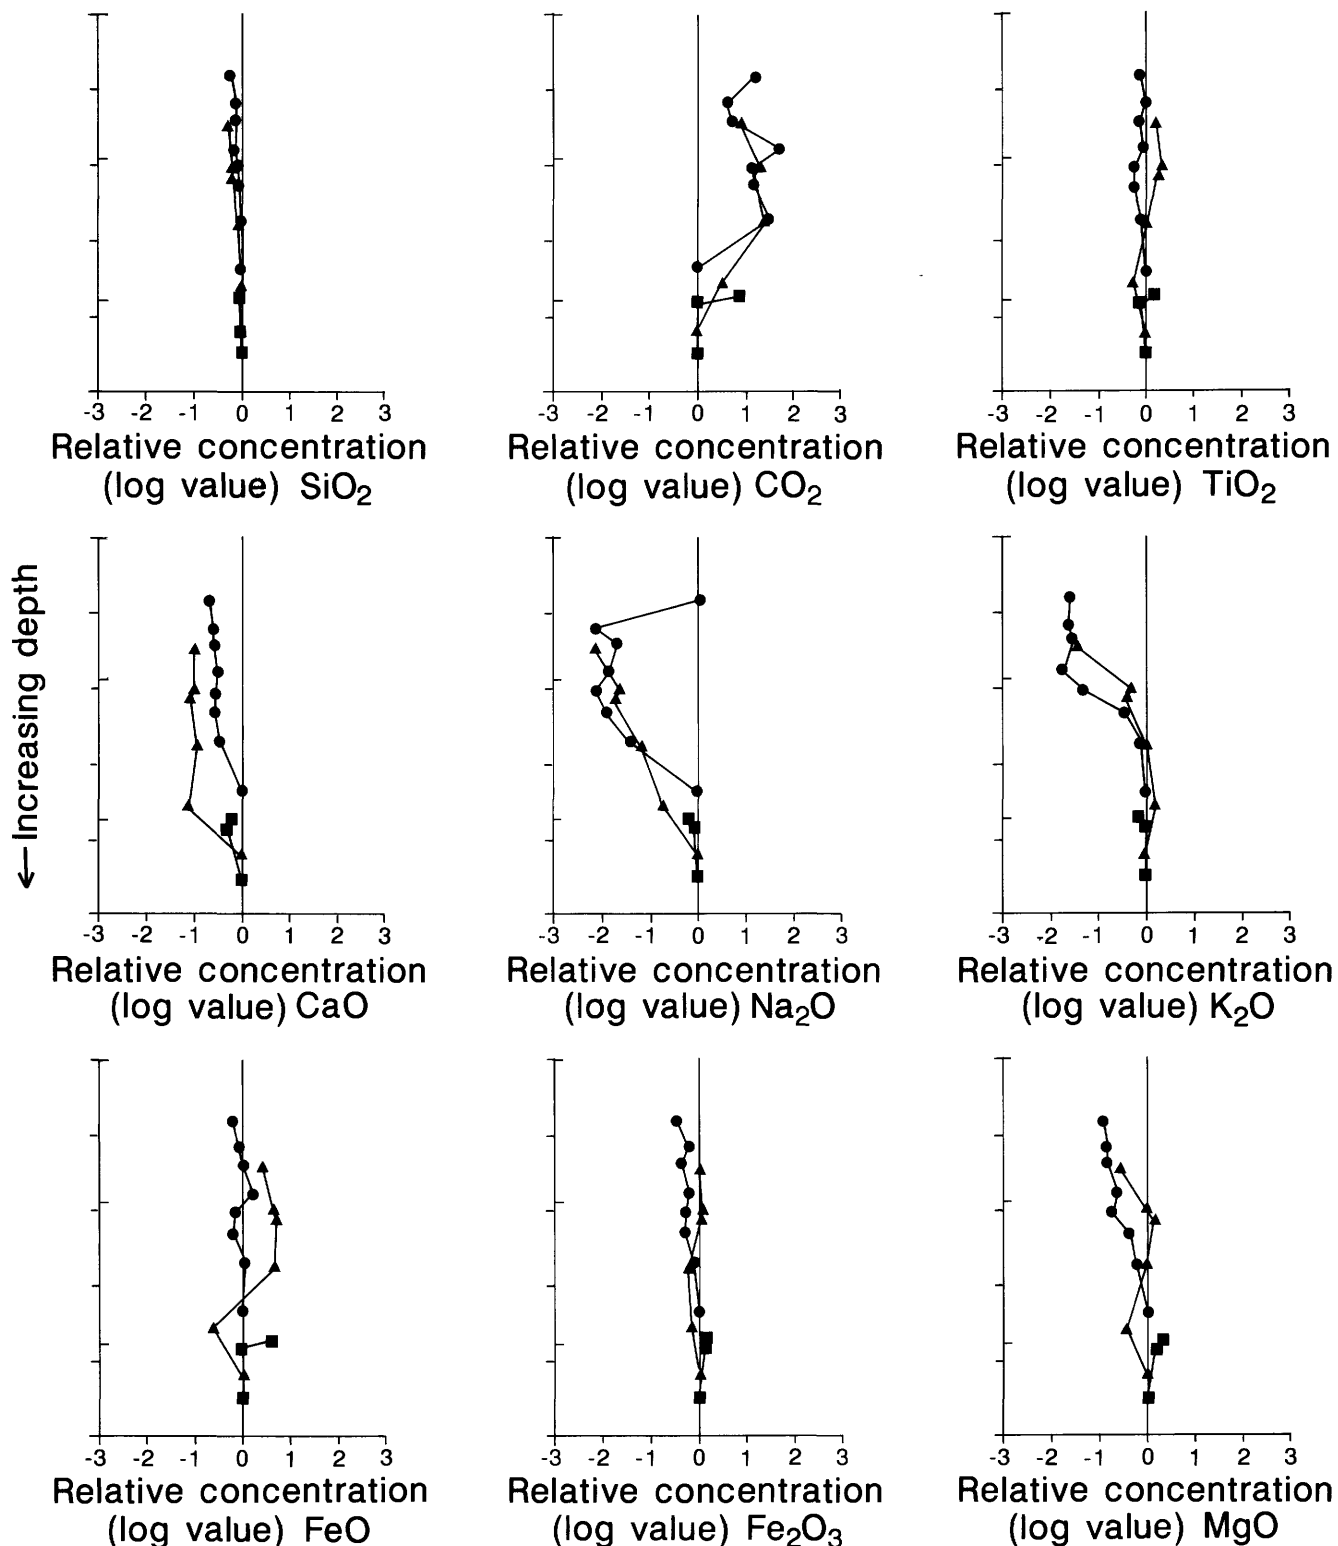 -3 -2 -1 0 1 2 3
Relative concentration
(log value) SiO2
-3 -2 -1 0 1 2 3
Relative concentration
(log value) CO2
-3 -2 -1 0 1 2 3
Relative concentration
(log value) TiO2
←Increasing depth
-3 -2 -1 0 1 2 3
Relative concentration
(log value) CaO
-3 -2 -1 0 1 2 3
Relative concentration
(log value) Na2O
-3 -2 -1 0 1 2 3
Relative concentration
(log value) K2O
-3 -2 -1 0 1 2 3
Relative concentration
(log value) FeO
-3 -2 -1 0 1 2 3
Relative concentration
(log value) Fe2O3
-3 -2 -1 0 1 2 3
Relative concentration
(log value) MgO